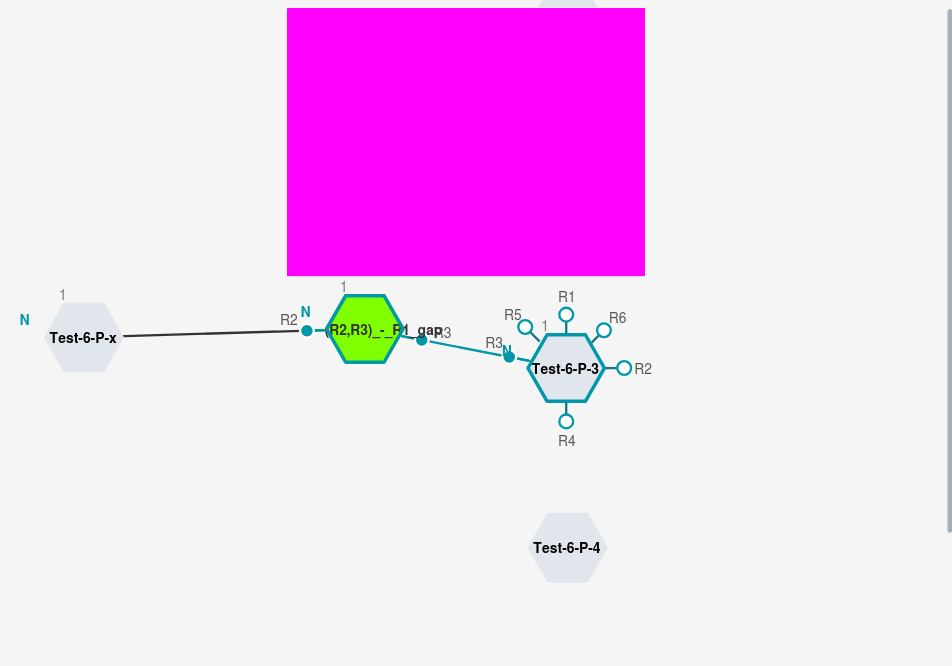 1
N
Test-6-P-x
R2
N
1
(R2,R3)_-_R1_gap
R3
R3
N
R5
1
R1
R6
Test-6-P-3
R2
R4
Test-6-P-4